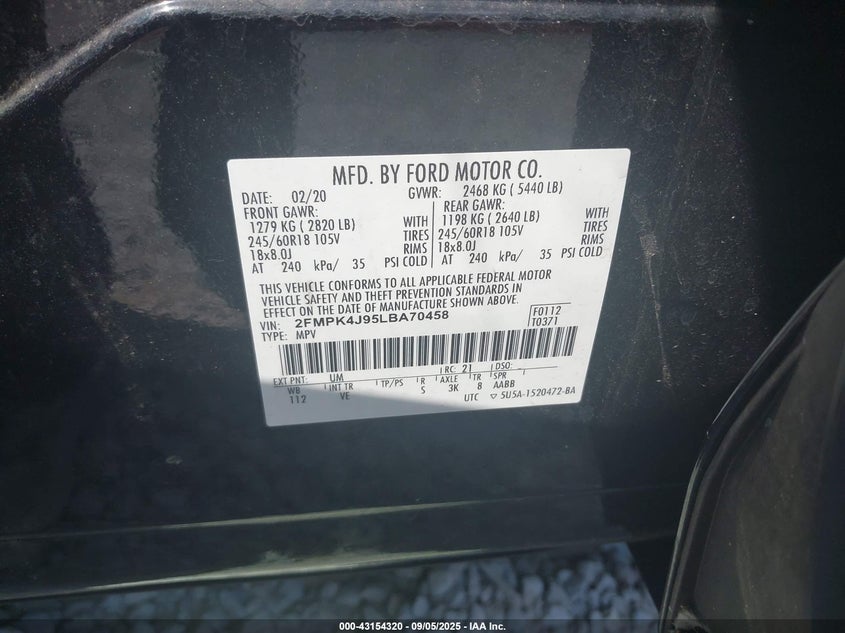 MFD. BY FORD MOTOR CO.
DATE: 02/20 GVWR: 2468 KG ( 5440 LB)
FRONT GAWR: REAR GAWR:
1279 KG ( 2820 LB) WITH 1198 KG ( 2640 LB) WITH
245/60R18 105V TIRES 245/60R18 105V TIRES
18x8.0J RIMS 18x8.0J RIMS
AT 240 kPa/ 35 PSI COLD AT 240 kPa/ 35 PSI COLD
THIS VEHICLE CONFORMS TO ALL APPLICABLE FEDERAL MOTOR
VEHICLE SAFETY AND THEFT PREVENTION STANDARDS IN
EFFECT ON THE DATE OF MANUFACTURE SHOWN ABOVE.
VIN: 2FMPK4J95LBA70458 F0112
TYPE: MPV T0371
EXT PNT: UM RC: 21 DSO:
WB INT TR TP/PS R AXLE TR SPR
112 VE 5 3K 8 AABB
UTC ▽ 5U5A-1520472-BA
000-43154320 - 09/05/2025 - IAA Inc.